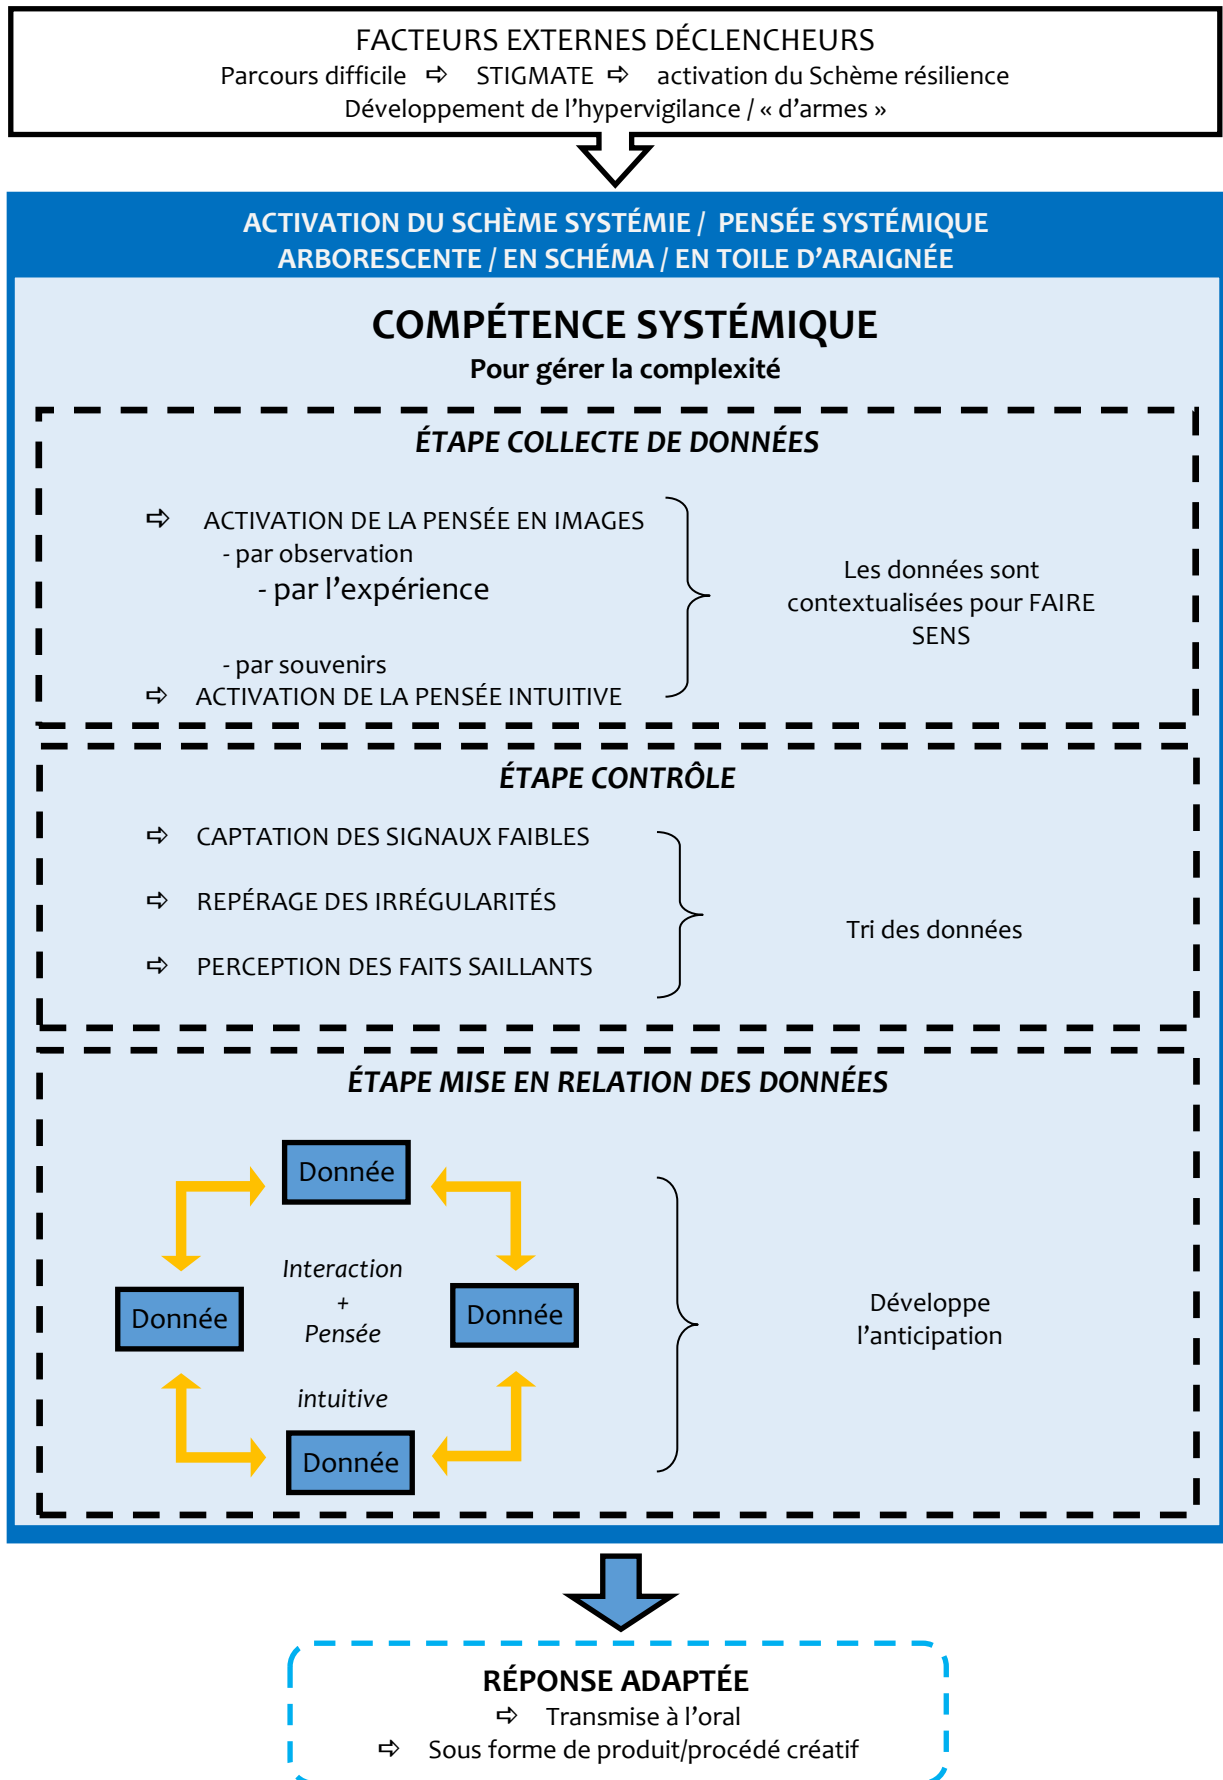 FACTEURS EXTERNES DÉCLENCHEURS
Parcours difficile ⇨ STIGMATE ⇨ activation du Schème résilience
Développement de l’hypervigilance / « d’armes »
ACTIVATION DU SCHÈME SYSTÉMIE / PENSÉE SYSTÉMIQUE
ARBORESCENTE / EN SCHÉMA / EN TOILE D’ARAIGNÉE
COMPÉTENCE SYSTÉMIQUE
Pour gérer la complexité
ÉTAPE COLLECTE DE DONNÉES
⇨ ACTIVATION DE LA PENSÉE EN IMAGES
- par observation
- par l’expérience
- par souvenirs
⇨ ACTIVATION DE LA PENSÉE INTUITIVE
Les données sont
contextualisées pour FAIRE
SENS
ÉTAPE CONTRÔLE
⇨ CAPTATION DES SIGNAUX FAIBLES
⇨ REPÉRAGE DES IRRÉGULARITÉS
⇨ PERCEPTION DES FAITS SAILLANTS
Tri des données
ÉTAPE MISE EN RELATION DES DONNÉES
Donnée
Interaction
+
Pensée
intuitive
Donnée
Donnée
Donnée
Développe
l’anticipation
RÉPONSE ADAPTÉE
⇨ Transmise à l’oral
⇨ Sous forme de produit/procédé créatif